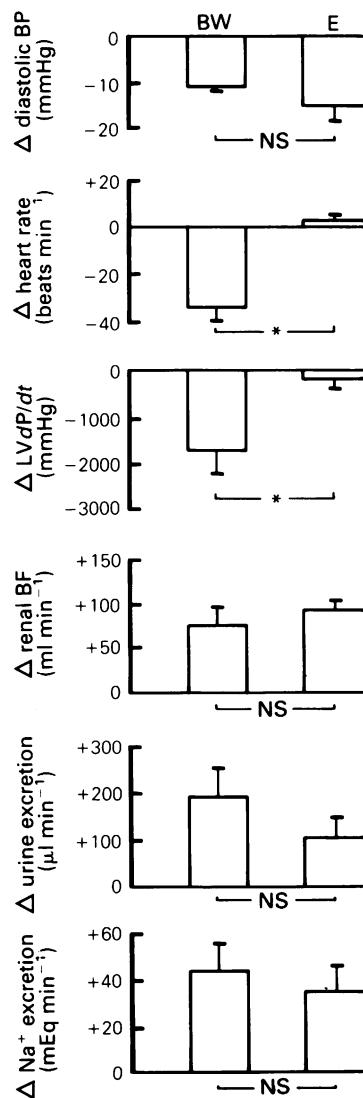 BW E
Δ diastolic BP
(mmHg)
0
−10
−20
NS
Δ heart rate
(beats min⁻¹)
+20
0
−20
−40
*
Δ LVdP/dt
(mmHg)
0
−1000
−2000
−3000
*
Δ renal BF
(ml min⁻¹)
+150
+100
+50
0
NS
Δ urine excretion
(μl min⁻¹)
+300
+200
+100
0
NS
Δ Na⁺ excretion
(mEq min⁻¹)
+60
+40
+20
0
NS